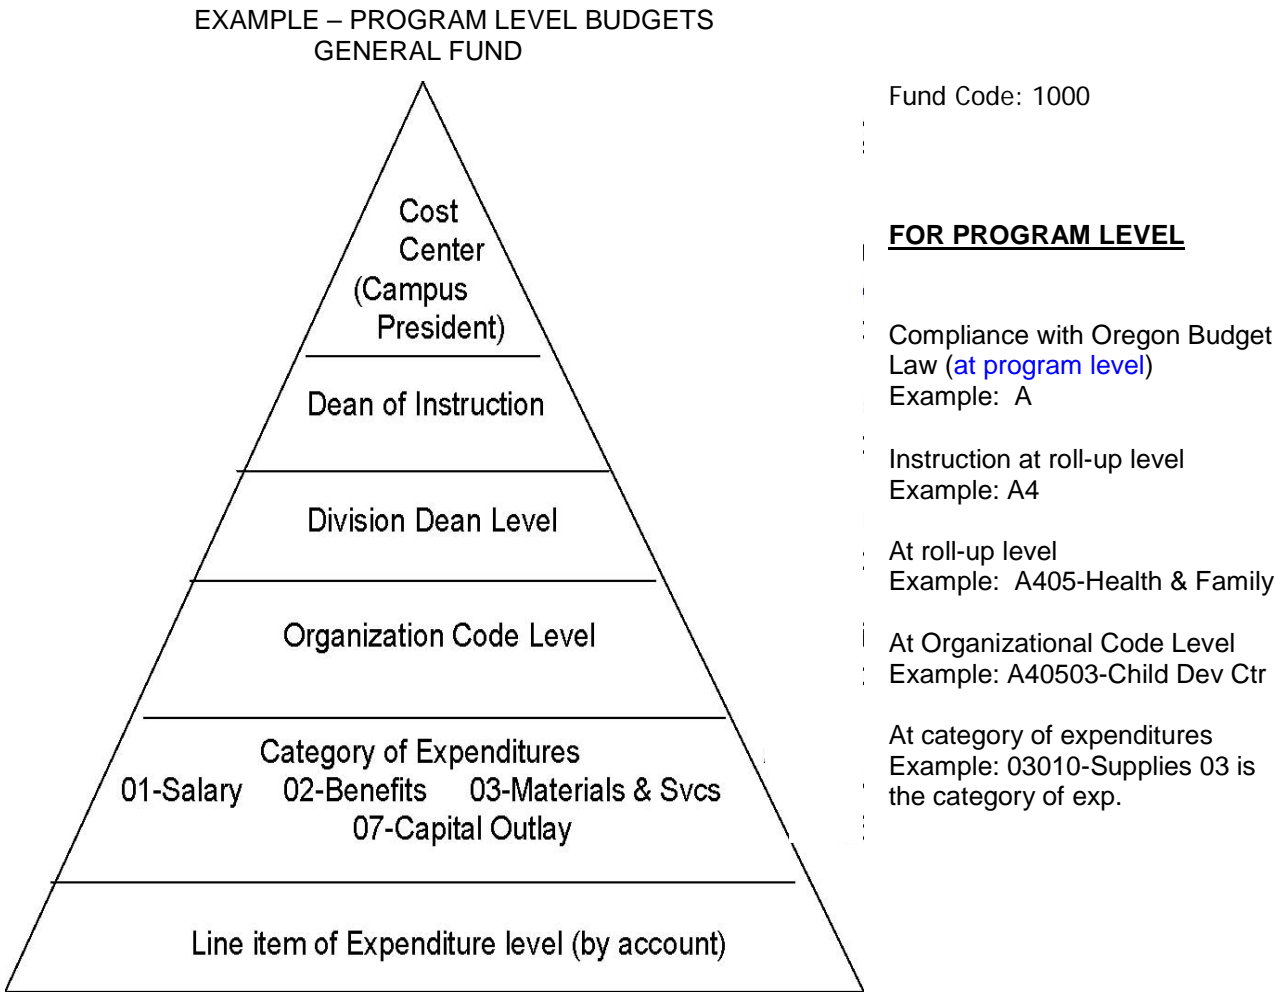 EXAMPLE – PROGRAM LEVEL BUDGETS
GENERAL FUND
Cost
Center
(Campus
President)
Dean of Instruction
Division Dean Level
Organization Code Level
Category of Expenditures
01-Salary 02-Benefits 03-Materials & Svcs
07-Capital Outlay
Line item of Expenditure level (by account)
Fund Code: 1000
FOR PROGRAM LEVEL
Compliance with Oregon Budget
Law (at program level)
Example: A
Instruction at roll-up level
Example: A4
At roll-up level
Example: A405-Health & Family
At Organizational Code Level
Example: A40503-Child Dev Ctr
At category of expenditures
Example: 03010-Supplies 03 is
the category of exp.